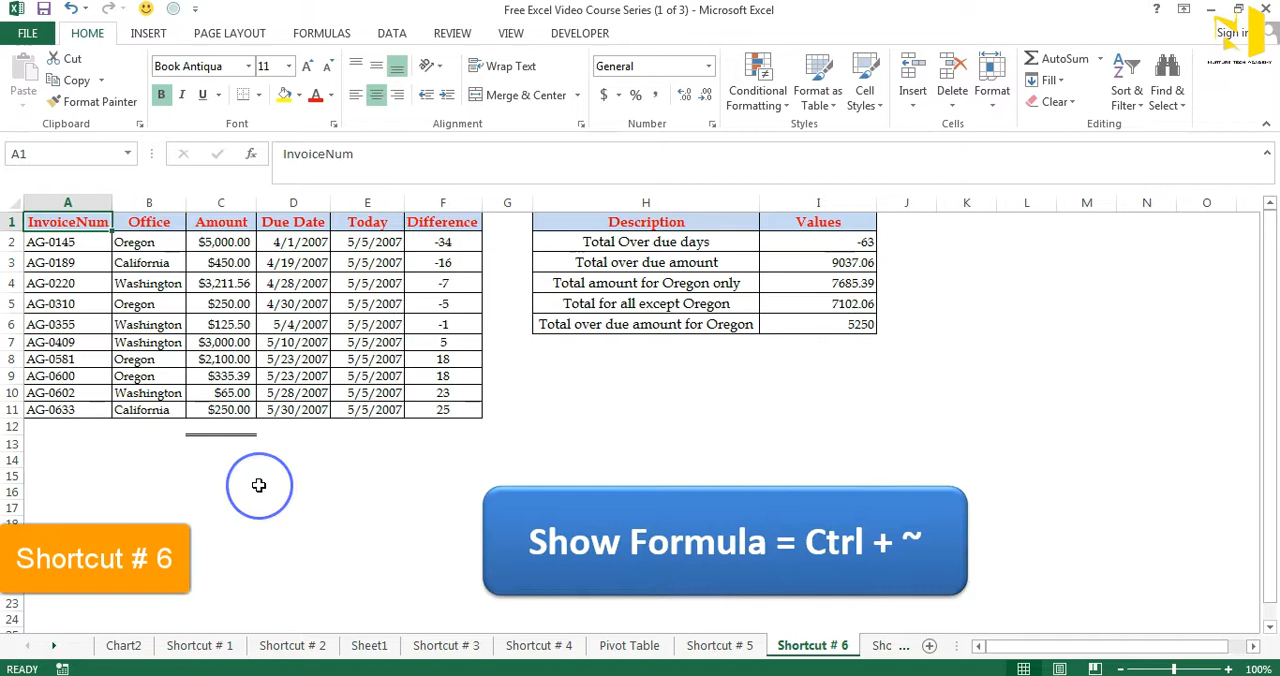 Free Excel Video Course Series (1 of 3) - Microsoft Excel
FILE HOME INSERT PAGE LAYOUT FORMULAS DATA REVIEW VIEW DEVELOPER Sign in
Paste
Cut
Copy
Format Painter
Clipboard
Book Antiqua 11
B I U
Font
Wrap Text
Merge & Center
Alignment
General
$ % ,
Number
Conditional Formatting
Format as Table
Cell Styles
Styles
Insert Delete Format
Cells
AutoSum
Fill
Clear
Sort & Filter
Find & Select
Editing
A1 fx InvoiceNum
A B C D E F G H I J K L M N O
1 InvoiceNum Office Amount Due Date Today Difference Description Values
2 AG-0145 Oregon $5,000.00 4/1/2007 5/5/2007 -34 Total Over due days -63
3 AG-0189 California $450.00 4/19/2007 5/5/2007 -16 Total over due amount 9037.06
4 AG-0220 Washington $3,211.56 4/28/2007 5/5/2007 -7 Total amount for Oregon only 7685.39
5 AG-0310 Oregon $250.00 4/30/2007 5/5/2007 -5 Total for all except Oregon 7102.06
6 AG-0355 Washington $125.50 5/4/2007 5/5/2007 -1 Total over due amount for Oregon 5250
7 AG-0409 Washington $3,000.00 5/10/2007 5/5/2007 5
8 AG-0581 Oregon $2,100.00 5/23/2007 5/5/2007 18
9 AG-0600 Oregon $335.39 5/23/2007 5/5/2007 18
10 AG-0602 Washington $65.00 5/28/2007 5/5/2007 23
11 AG-0633 California $250.00 5/30/2007 5/5/2007 25
12
13
14
15
16
17
18
Shortcut # 6
Show Formula = Ctrl + ~
23
24
Chart2 Shortcut # 1 Shortcut # 2 Sheet1 Shortcut # 3 Shortcut # 4 Pivot Table Shortcut # 5 Shortcut # 6 Shc ...
READY 100%